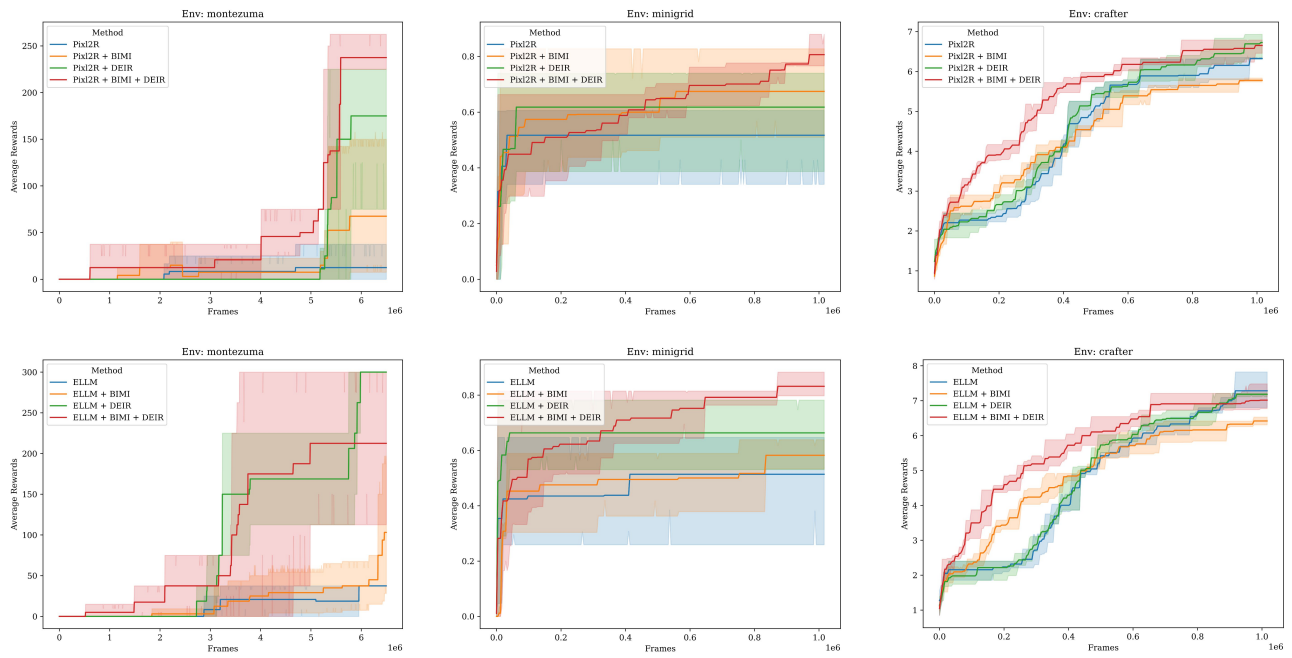 Env: montezuma
Method
Pixl2R
Pixl2R + BIMI
Pixl2R + DEIR
Pixl2R + BIMI + DEIR
Average Rewards
250
200
150
100
50
0
0 1 2 3 4 5 6
1e6
Frames
Env: minigrid
Method
Pixl2R
Pixl2R + BIMI
Pixl2R + DEIR
Pixl2R + BIMI + DEIR
Average Rewards
0.8
0.6
0.4
0.2
0.0
0.0 0.2 0.4 0.6 0.8 1.0
1e6
Frames
Env: crafter
Method
Pixl2R
Pixl2R + BIMI
Pixl2R + DEIR
Pixl2R + BIMI + DEIR
Average Rewards
7
6
5
4
3
2
1
0.0 0.2 0.4 0.6 0.8 1.0
1e6
Frames
Env: montezuma
Method
ELLM
ELLM + BIMI
ELLM + DEIR
ELLM + BIMI + DEIR
Average Rewards
300
250
200
150
100
50
0
0 1 2 3 4 5 6
1e6
Frames
Env: minigrid
Method
ELLM
ELLM + BIMI
ELLM + DEIR
ELLM + BIMI + DEIR
Average Rewards
0.8
0.6
0.4
0.2
0.0
0.0 0.2 0.4 0.6 0.8 1.0
1e6
Frames
Env: crafter
Method
ELLM
ELLM + BIMI
ELLM + DEIR
ELLM + BIMI + DEIR
Average Rewards
8
7
6
5
4
3
2
1
0.0 0.2 0.4 0.6 0.8 1.0
1e6
Frames